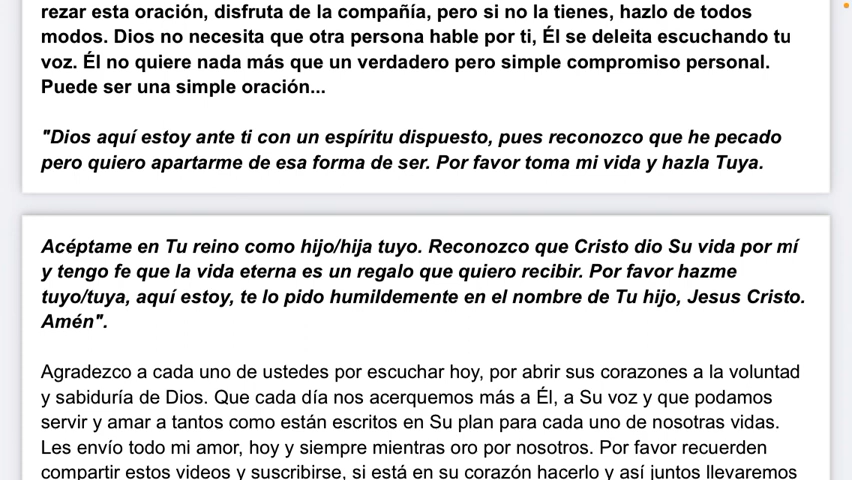 rezar esta oración, disfruta de la compañía, pero si no la tienes, hazlo de todos
modos. Dios no necesita que otra persona hable por ti, Él se deleita escuchando tu
voz. Él no quiere nada más que un verdadero pero simple compromiso personal.
Puede ser una simple oración...
"Dios aquí estoy ante ti con un espíritu dispuesto, pues reconozco que he pecado
pero quiero apartarme de esa forma de ser. Por favor toma mi vida y hazla Tuya.
Acéptame en Tu reino como hijo/hija tuyo. Reconozco que Cristo dio Su vida por mí
y tengo fe que la vida eterna es un regalo que quiero recibir. Por favor hazme
tuyo/tuya, aquí estoy, te lo pido humildemente en el nombre de Tu hijo, Jesus Cristo.
Amén".
Agradezco a cada uno de ustedes por escuchar hoy, por abrir sus corazones a la voluntad
y sabiduría de Dios. Que cada día nos acerquemos más a Él, a Su voz y que podamos
servir y amar a tantos como están escritos en Su plan para cada uno de nosotras vidas.
Les envío todo mi amor, hoy y siempre mientras oro por nosotros. Por favor recuerden
compartir estos videos y suscribirse, si está en su corazón hacerlo y así juntos llevaremos